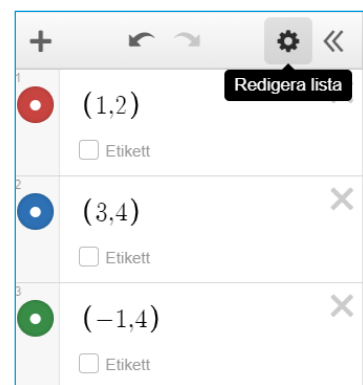 Redigera lista
1
(1,2)
Etikett
2
(3,4)
Etikett
3
(−1,4)
Etikett